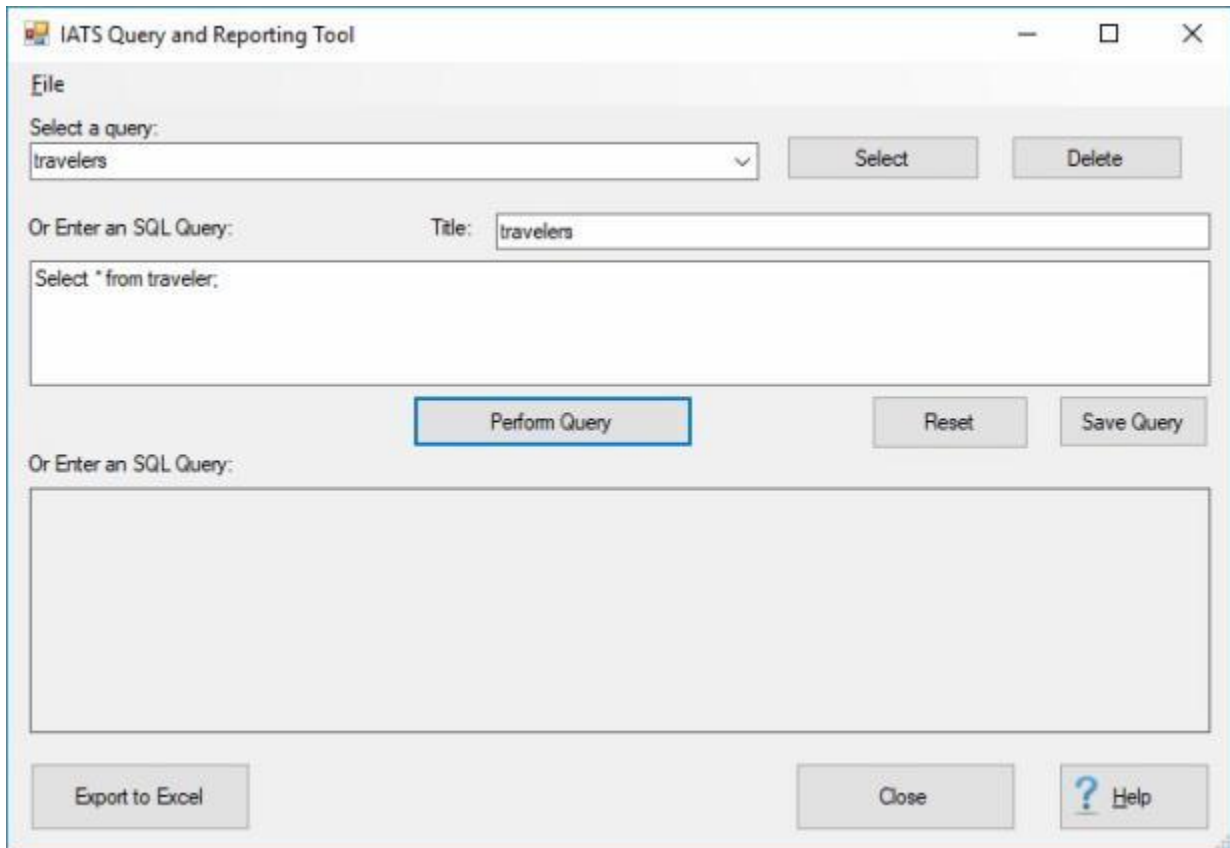 IATS Query and Reporting Tool
File
Select a query:
travelers
Select
Delete
Or Enter an SQL Query:
Title:
travelers
Select * from traveler;
Perform Query
Reset
Save Query
Or Enter an SQL Query:
Export to Excel
Close
? Help